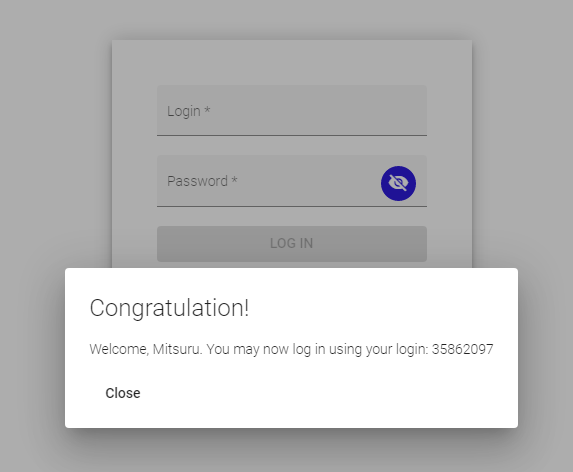 Login *
Password *
LOG IN
Congratulation!
Welcome, Mitsuru. You may now log in using your login: 35862097
Close